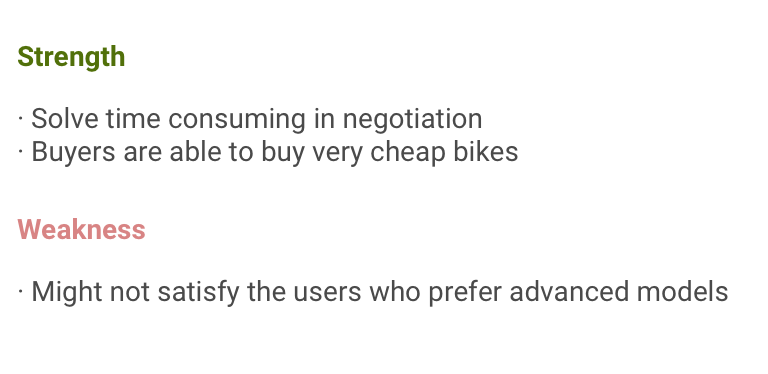 Strength
· Solve time consuming in negotiation
· Buyers are able to buy very cheap bikes
Weakness
· Might not satisfy the users who prefer advanced models